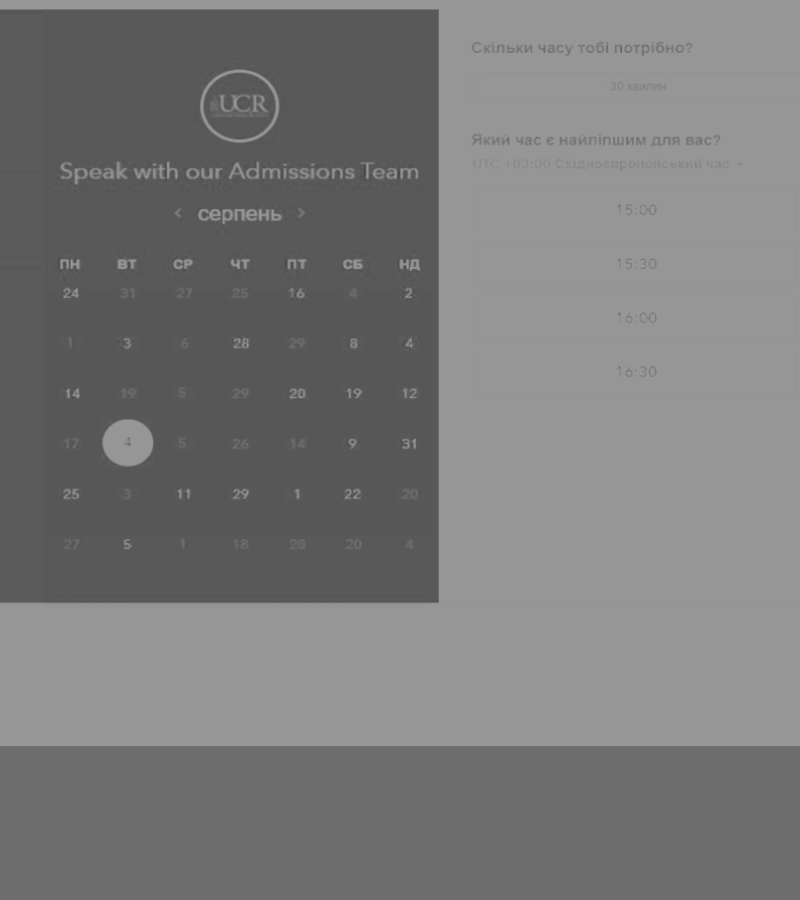 UCR
Speak with our Admissions Team
< серпень >
ПН ВТ СР ЧТ ПТ СБ НД
24 31 27 25 16 4 2
1 3 6 28 29 8 4
14 19 5 29 20 19 12
17 4 5 26 14 9 31
25 3 11 29 1 22 20
27 5 1 18 28 20 4
Скільки часу тобі потрібно?
30 хвилин
Який час є найліпшим для вас?
UTC +03:00 Східноєвропейський час
15:00
15:30
16:00
16:30